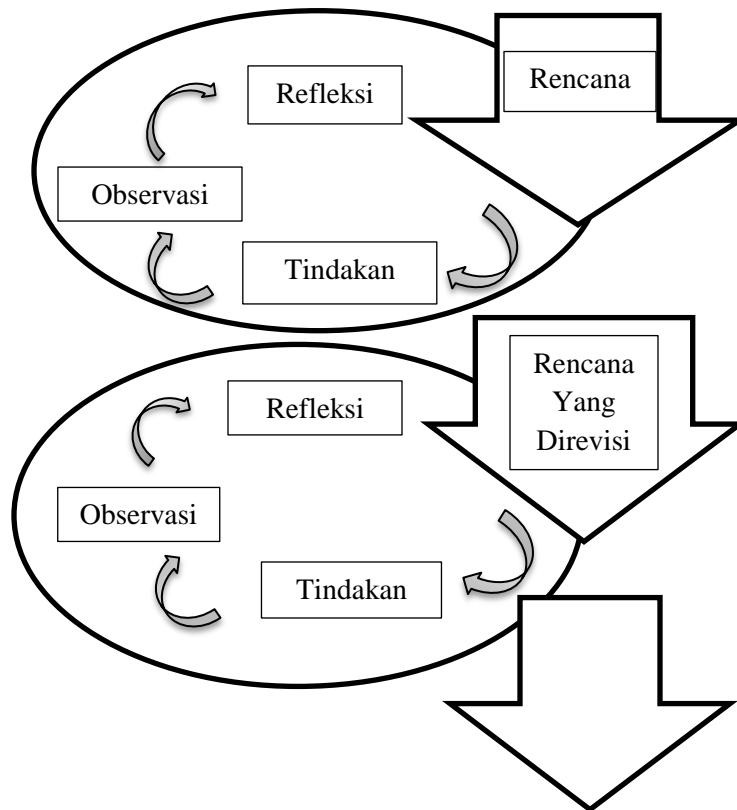 Refleksi
Rencana
Observasi
Tindakan
Rencana
Yang
Direvisi
Refleksi
Observasi
Tindakan